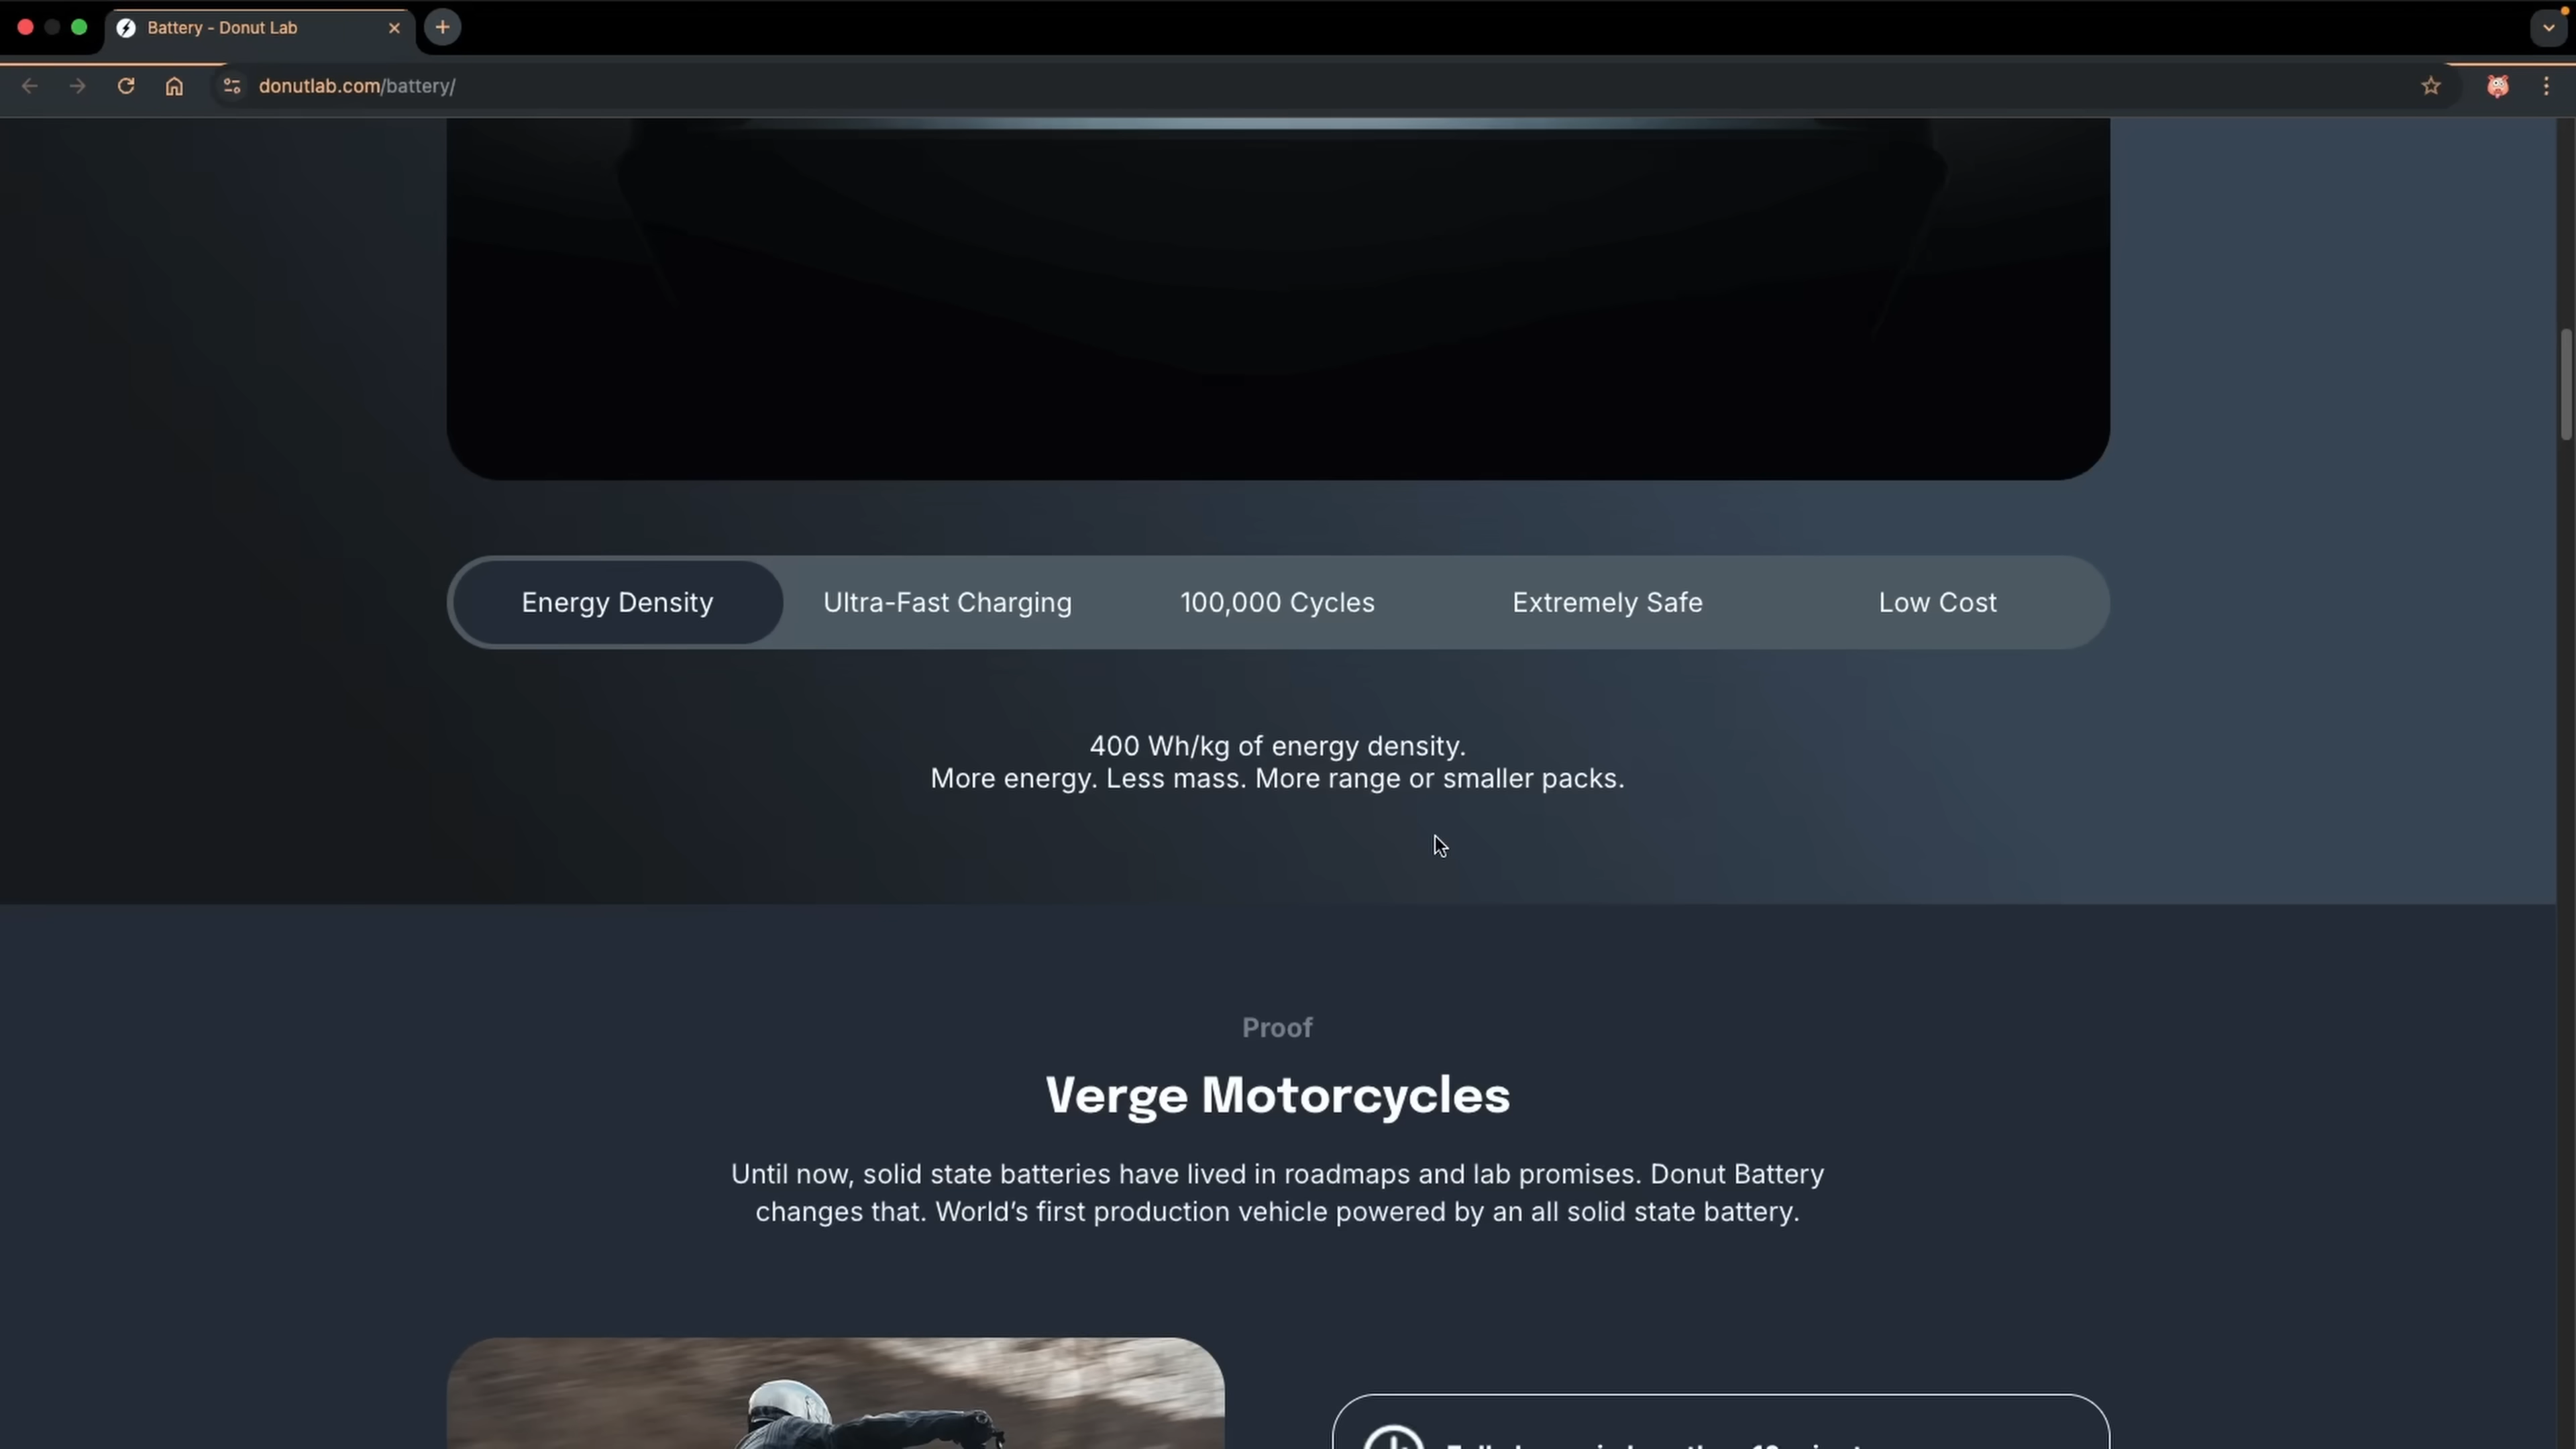 Battery - Donut Lab
donutlab.com/battery/
Energy Density
Ultra-Fast Charging
100,000 Cycles
Extremely Safe
Low Cost
400 Wh/kg of energy density.
More energy. Less mass. More range or smaller packs.
Proof
Verge Motorcycles
Until now, solid state batteries have lived in roadmaps and lab promises. Donut Battery
changes that. World’s first production vehicle powered by an all solid state battery.